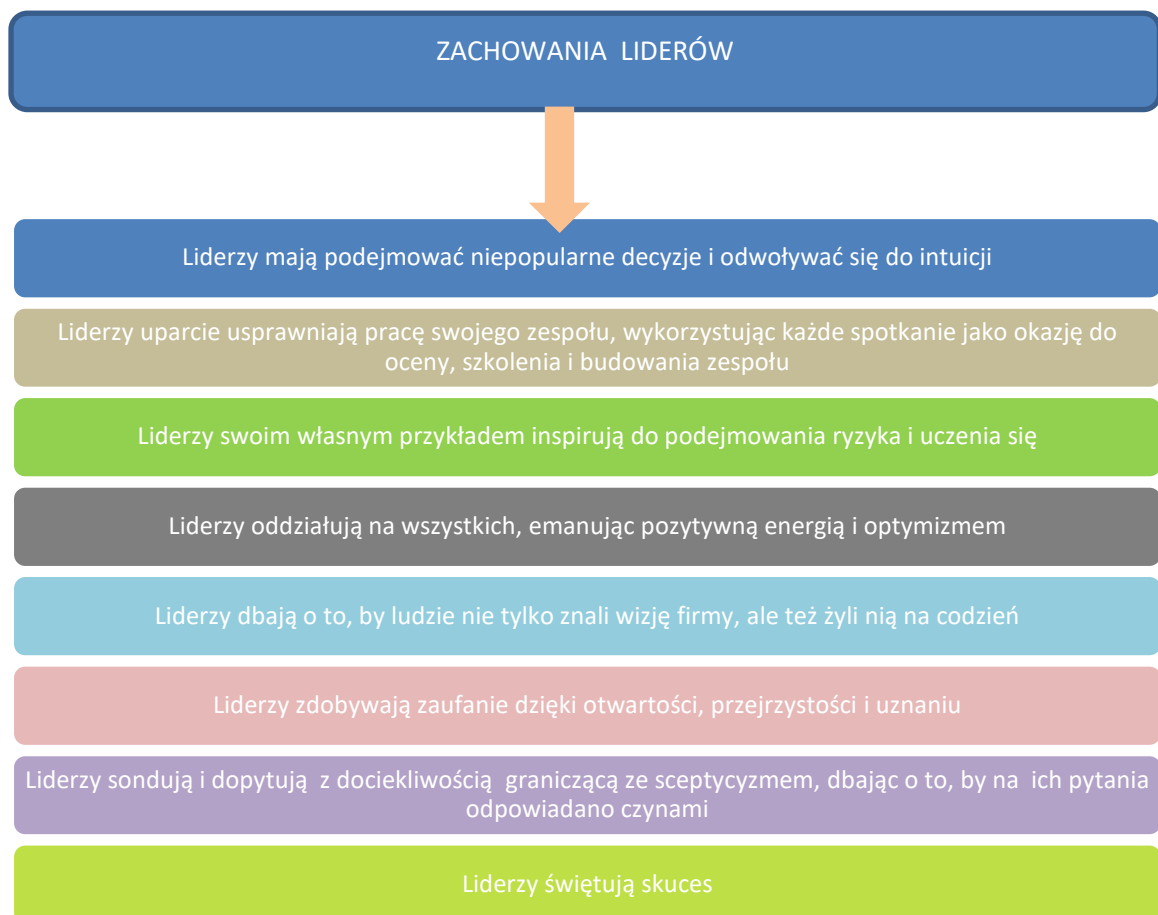 ZACHOWANIA LIDERÓW
Liderzy mają podejmować niepopularne decyzje i odwoływać się do intuicji
Liderzy uparcie usprawniają pracę swojego zespołu, wykorzystując każde spotkanie jako okazję do
oceny, szkolenia i budowania zespołu
Liderzy swoim własnym przykładem inspirują do podejmowania ryzyka i uczenia się
Liderzy oddziałują na wszystkich, emanując pozytywną energią i optymizmem
Liderzy dbają o to, by ludzie nie tylko znali wizję firmy, ale też żyli nią na codzień
Liderzy zdobywają zaufanie dzięki otwartości, przejrzystości i uznaniu
Liderzy sondują i dopytują z dociekliwością graniczącą ze sceptycyzmem, dbając o to, by na ich pytania
odpowiadano czynami
Liderzy świętują skuces